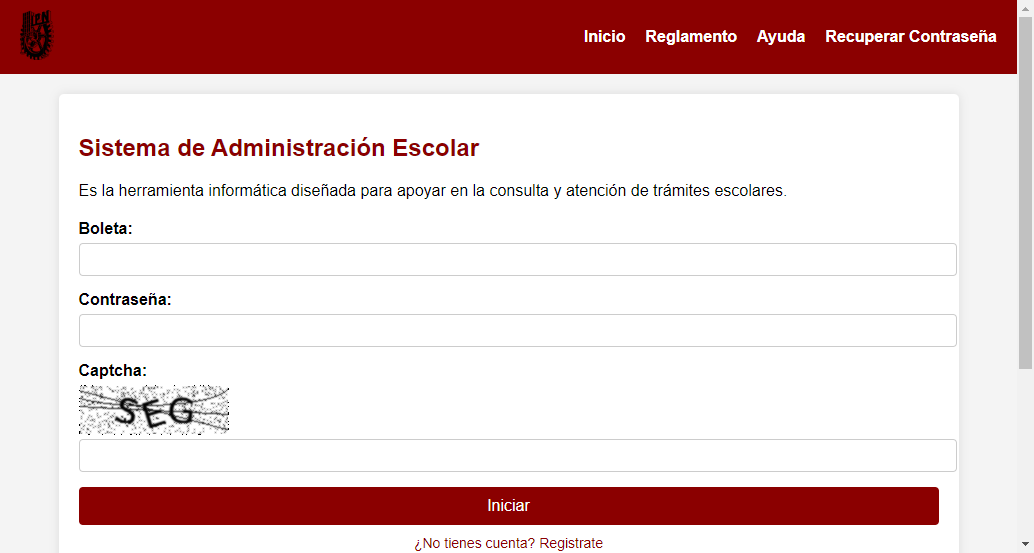 IPN
Inicio Reglamento Ayuda Recuperar Contraseña
Sistema de Administración Escolar
Es la herramienta informática diseñada para apoyar en la consulta y atención de trámites escolares.
Boleta:
Contraseña:
Captcha:
SEG
Iniciar
¿No tienes cuenta? Registrate